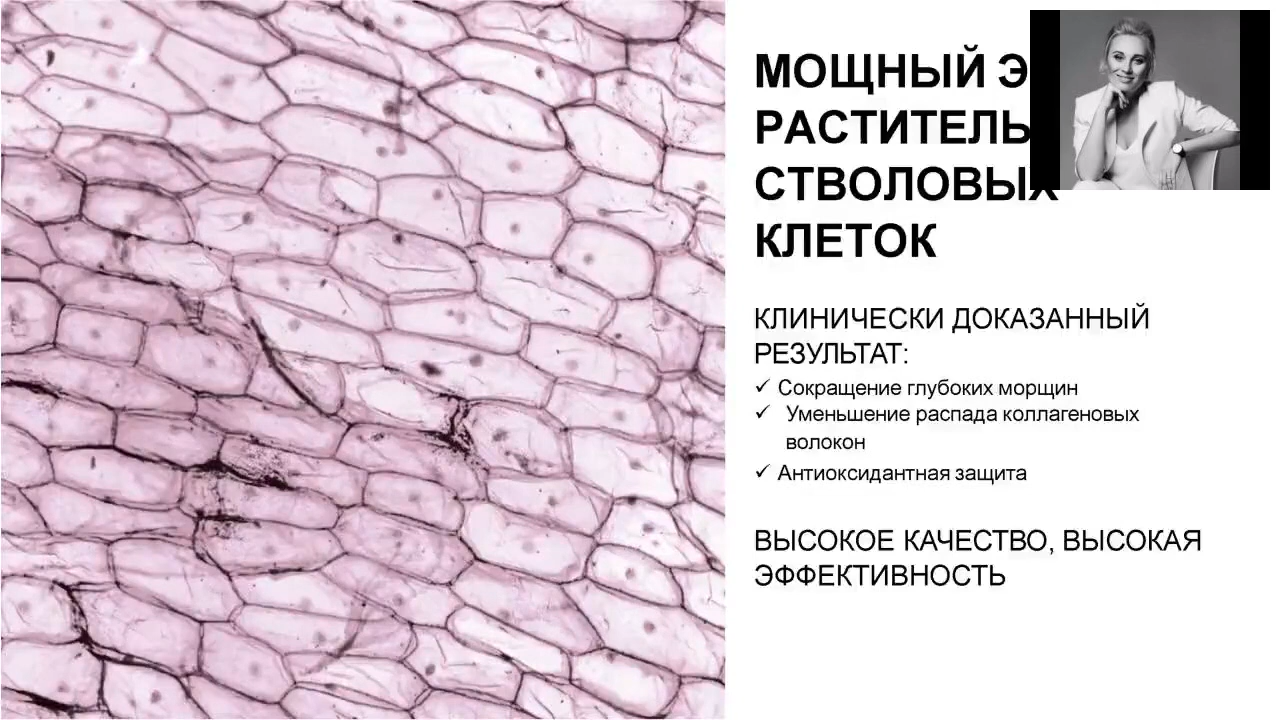 МОЩНЫЙ
СТВОЛОВЫХ
КЛЕТОК
КЛИНИЧЕСКИ ДОКАЗАННЫЙ
РЕЗУЛЬТАТ:
✓ Сокращение глубоких морщин
✓ Уменьшение распада коллагеновых
волокон
✓ Антиоксидантная защита
ВЫСОКОЕ КАЧЕСТВО, ВЫСОКАЯ
ЭФФЕКТИВНОСТЬ